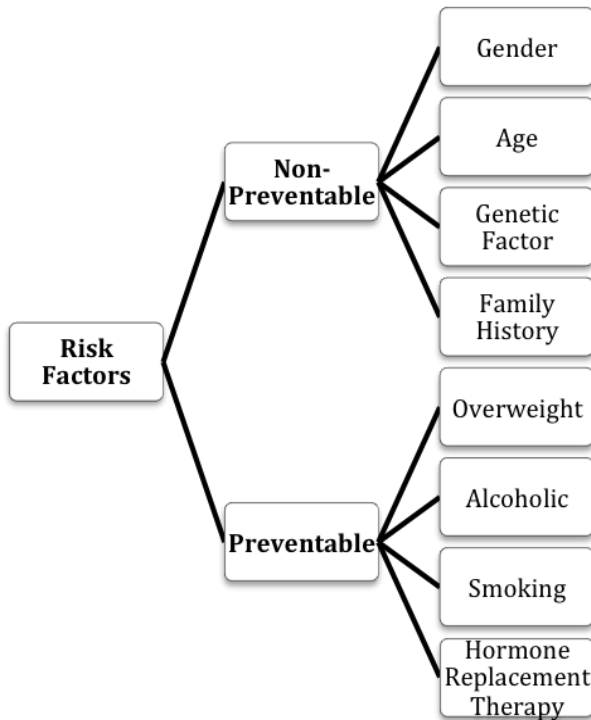 Gender
Age
Non-
Preventable
Genetic
Factor
Family
History
Risk
Factors
Overweight
Alcoholic
Preventable
Smoking
Hormone
Replacement
Therapy